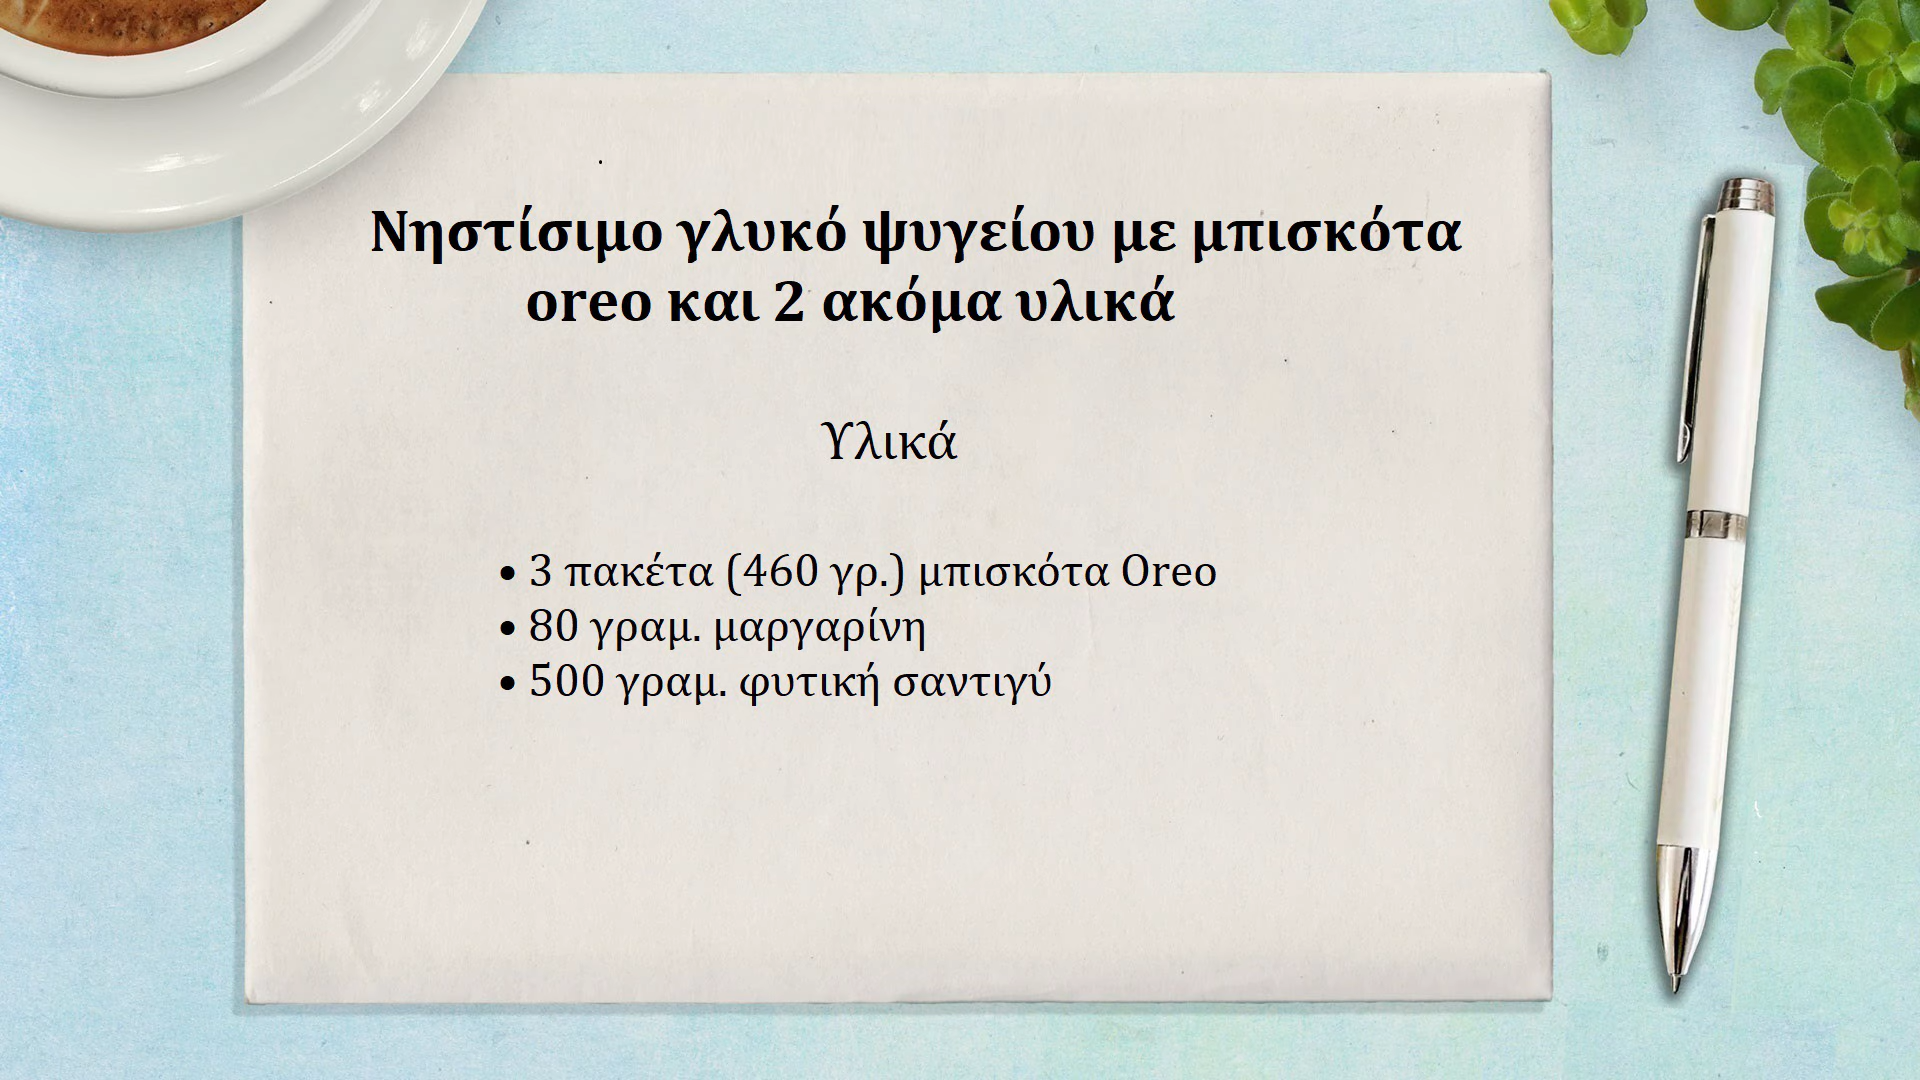 Νηστίσιμο γλυκό ψυγείου με μπισκότα
oreo και 2 ακόμα υλικά
Υλικά
• 3 πακέτα (460 γρ.) μπισκότα Oreo
• 80 γραμ. μαργαρίνη
• 500 γραμ. φυτική σαντιγύ